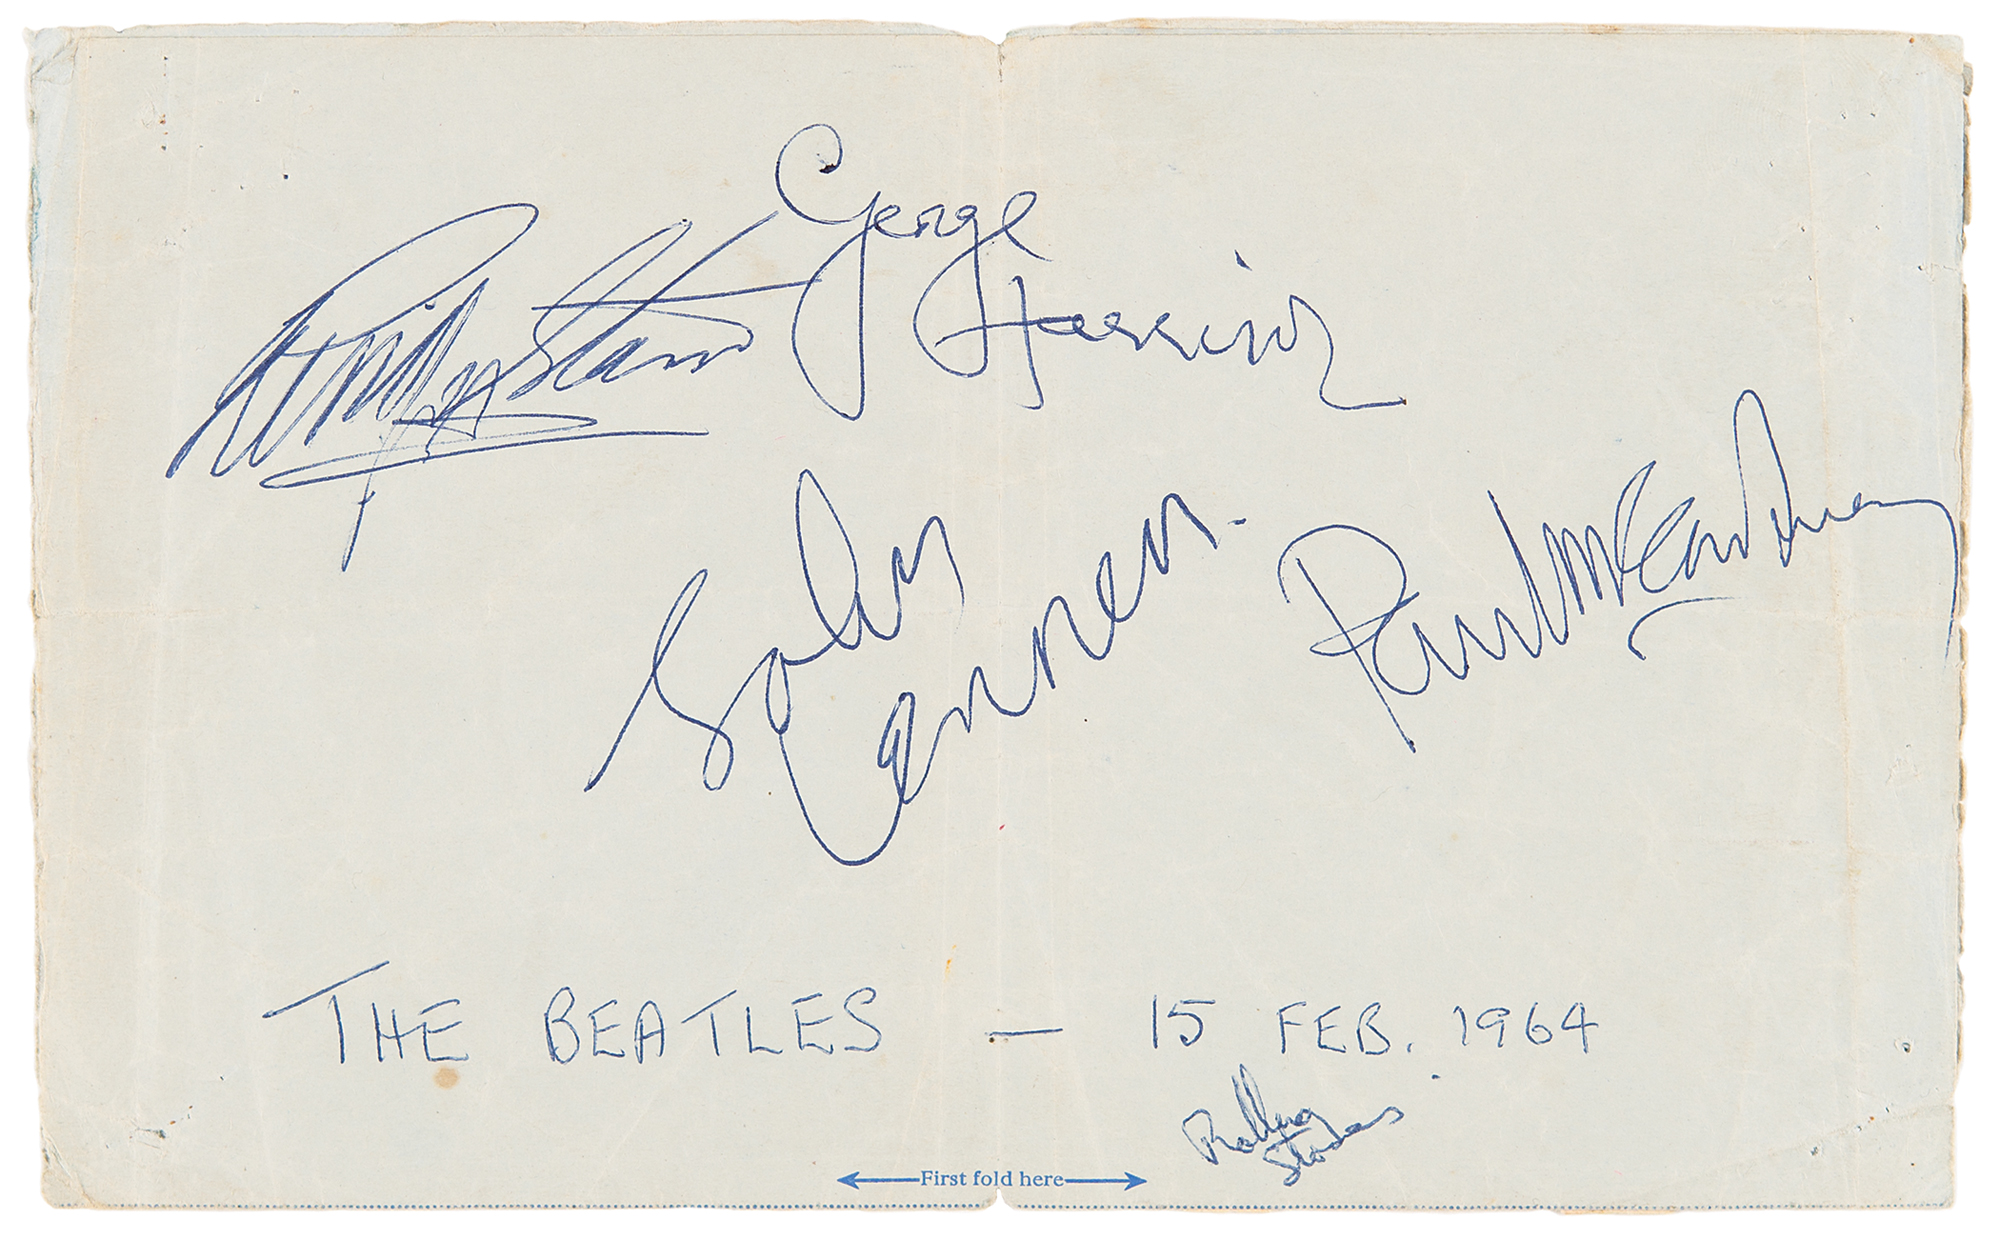 George
Harrison
Ringo Starr
John
Lennon.
Paul McCartney
THE BEATLES — 15 FEB. 1964
Rolling
Stones
First fold here